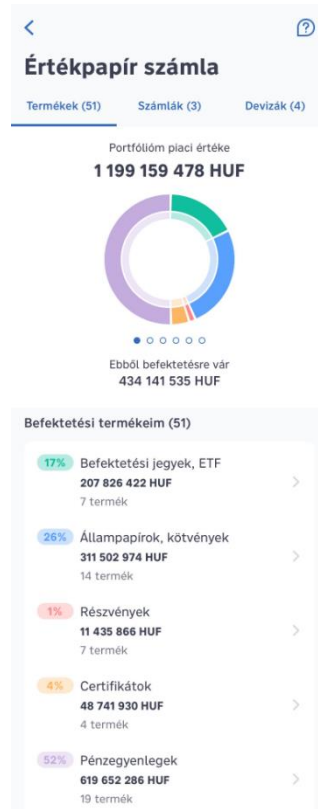 Értékpapír számla
Termékek (51) Számlák (3) Devizák (4)
Portfólióm piaci értéke
1 199 159 478 HUF
Ebből befektetésre vár
434 141 535 HUF
Befektetési termékeim (51)
17% Befektetési jegyek, ETF
207 826 422 HUF
7 termék
26% Állampapírok, kötvények
311 502 974 HUF
14 termék
1% Részvények
11 435 866 HUF
7 termék
4% Certifikátok
48 741 930 HUF
4 termék
52% Pénzegyenlegek
619 652 286 HUF
19 termék